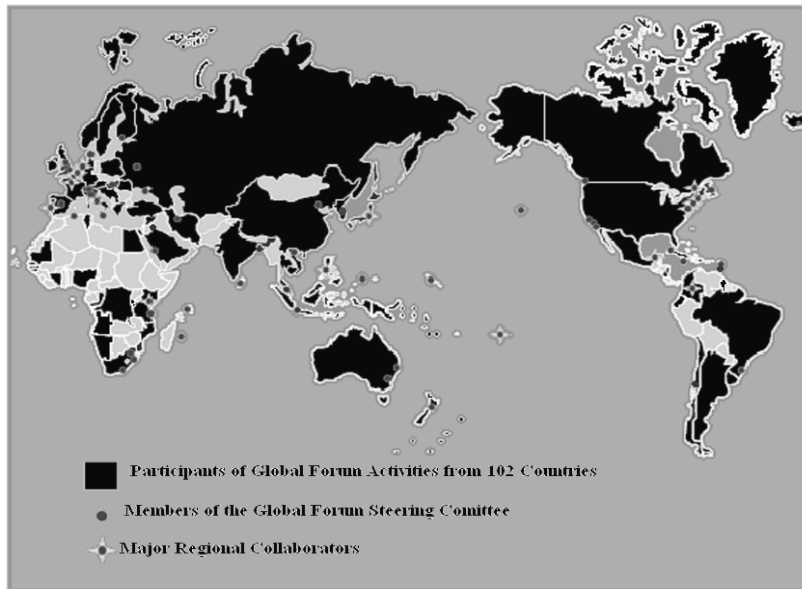 Participants of Global Forum Activities from 102 Countries
Members of the Global Forum Steering Comittee
Major Regional Collaborators